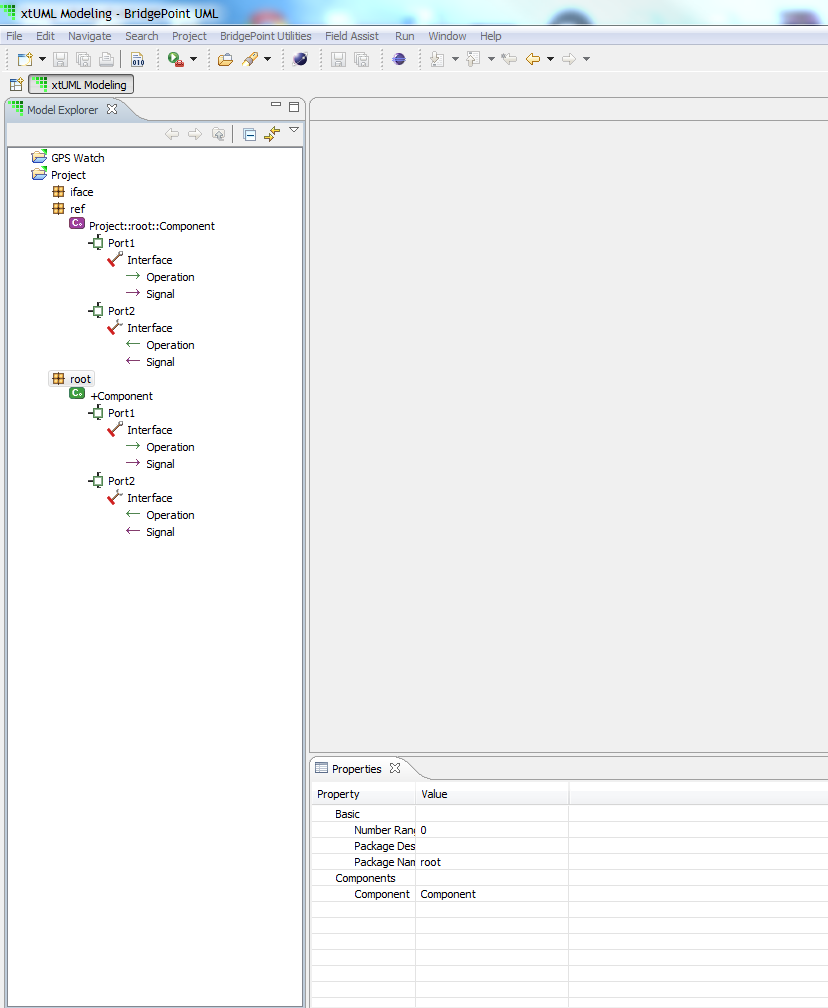 xtUML Modeling - BridgePoint UML
File Edit Navigate Search Project BridgePoint Utilities Field Assist Run Window Help
010
xtUML Modeling
Model Explorer
GPS Watch
Project
iface
ref
Project::root::Component
Port1
Interface
Operation
Signal
Port2
Interface
Operation
Signal
root
+Component
Port1
Interface
Operation
Signal
Port2
Interface
Operation
Signal
Properties
Property Value
Basic
Number Rang 0
Package Des
Package Nam root
Components
Component Component